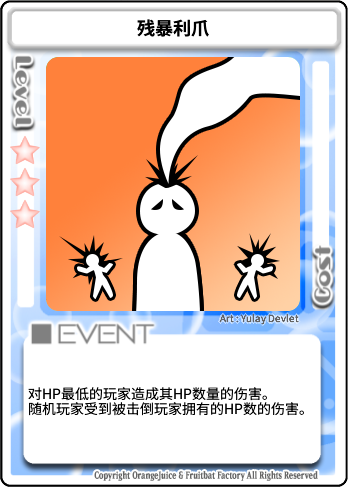 残暴利爪
Level
Cost
Art : Yulay Devlet
EVENT
对HP最低的玩家造成其HP数量的伤害。
随机玩家受到被击倒玩家拥有的HP数的伤害。
Copyright OrangeJuice & Fruitbat Factory All Rights Reserved